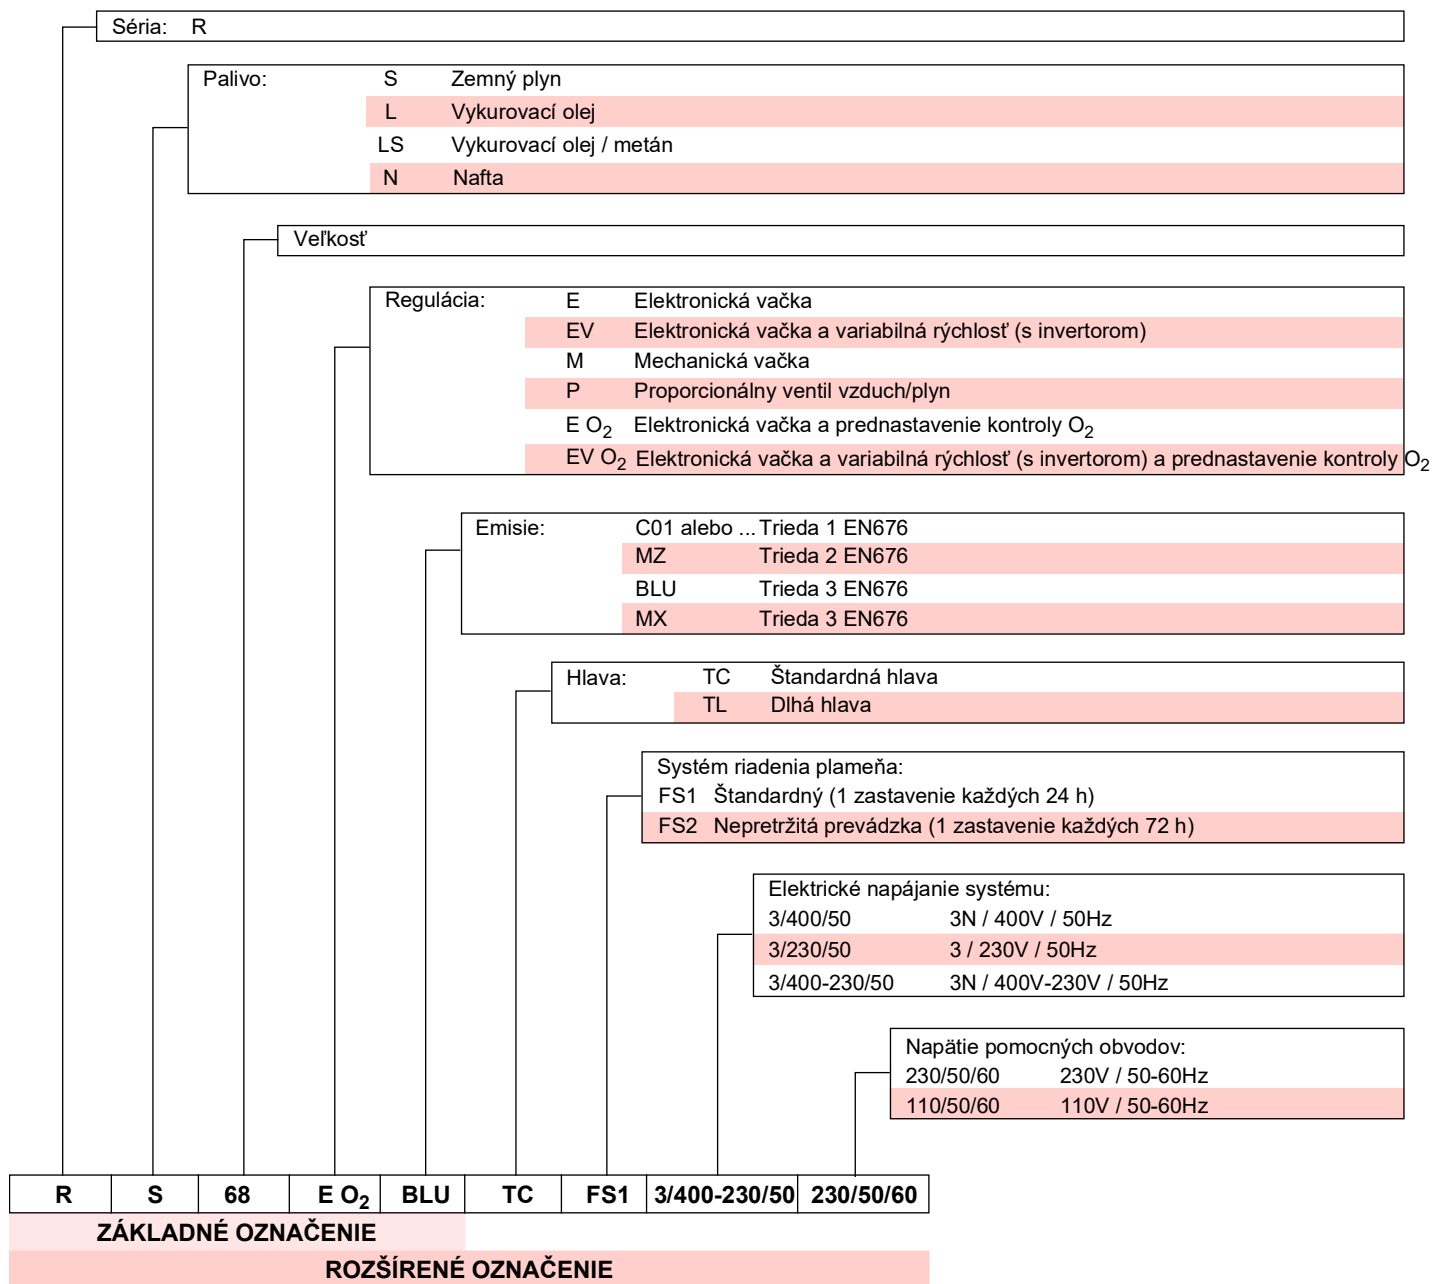 Séria: R
Palivo: S Zemný plyn
L Vykurovací olej
LS Vykurovací olej / metán
N Nafta
Veľkosť
Regulácia: E Elektronická vačka
EV Elektronická vačka a variabilná rýchlosť (s invertorom)
M Mechanická vačka
P Proporcionálny ventil vzduch/plyn
E O2 Elektronická vačka a prednastavenie kontroly O2
EV O2 Elektronická vačka a variabilná rýchlosť (s invertorom) a prednastavenie kontroly O2
Emisie: C01 alebo ... Trieda 1 EN676
MZ Trieda 2 EN676
BLU Trieda 3 EN676
MX Trieda 3 EN676
Hlava: TC Štandardná hlava
TL Dlhá hlava
Systém riadenia plameňa:
FS1 Štandardný (1 zastavenie každých 24 h)
FS2 Nepretržitá prevádzka (1 zastavenie každých 72 h)
Elektrické napájanie systému:
3/400/50 3N / 400V / 50Hz
3/230/50 3 / 230V / 50Hz
3/400-230/50 3N / 400V-230V / 50Hz
Napätie pomocných obvodov:
230/50/60 230V / 50-60Hz
110/50/60 110V / 50-60Hz
R S 68 E O2 BLU TC FS1 3/400-230/50 230/50/60
ZÁKLADNÉ OZNAČENIE
ROZŠÍRENÉ OZNAČENIE